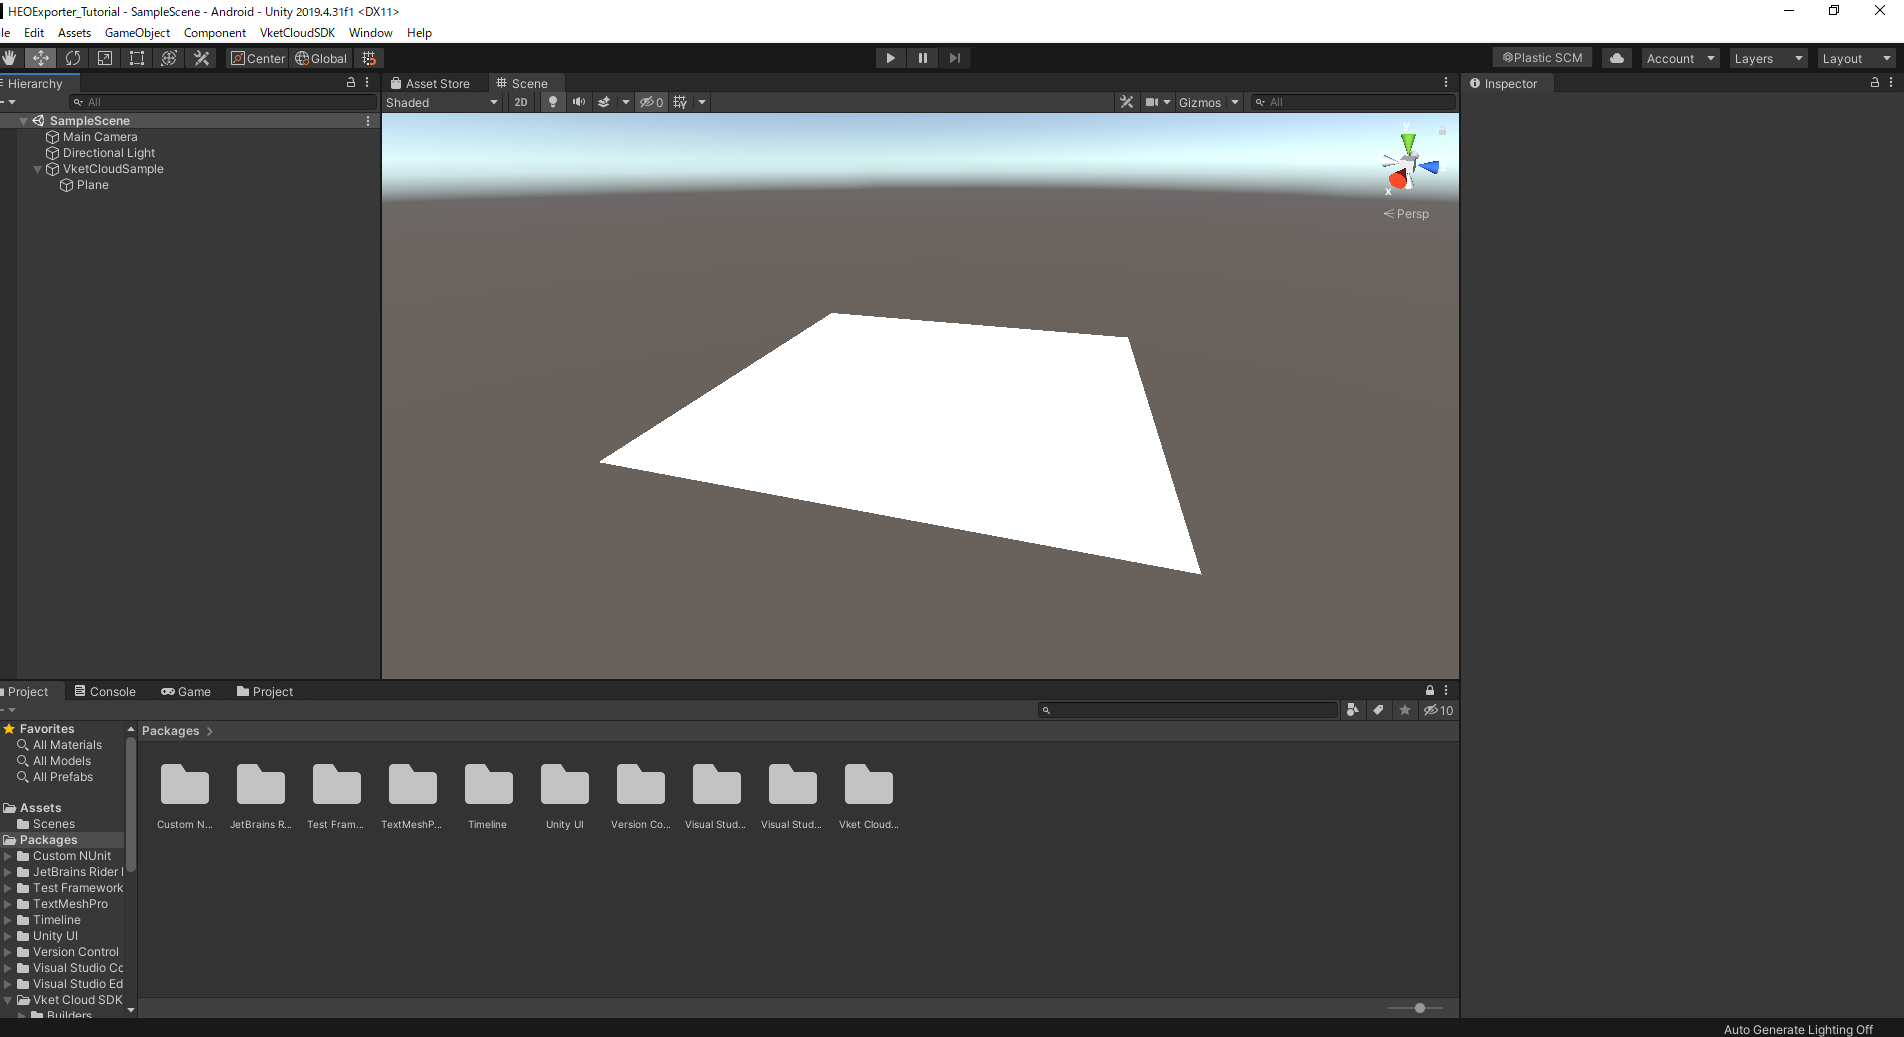 HEOExporter_Tutorial - SampleScene - Android - Unity 2019.4.31f1 <DX11>
le Edit Assets GameObject Component VketCloudSDK Window Help
Center Global Plastic SCM Account Layers Layout
Hierarchy
All
SampleScene
Main Camera
Directional Light
VketCloudSample
Plane
Asset Store Scene
Shaded 2D 0 Gizmos All
y
x
Persp
Inspector
Project Console Game Project
10
Favorites
All Materials
All Models
All Prefabs
Assets
Scenes
Packages
Custom NUnit
JetBrains Rider
Test Framework
TextMeshPro
Timeline
Unity UI
Version Control
Visual Studio Co
Visual Studio Ed
Vket Cloud SDK
Builders
Packages
Custom N... JetBrains R... Test Fram... TextMeshP... Timeline Unity UI Version Co... Visual Stud... Visual Stud... Vket Cloud...
Auto Generate Lighting Off